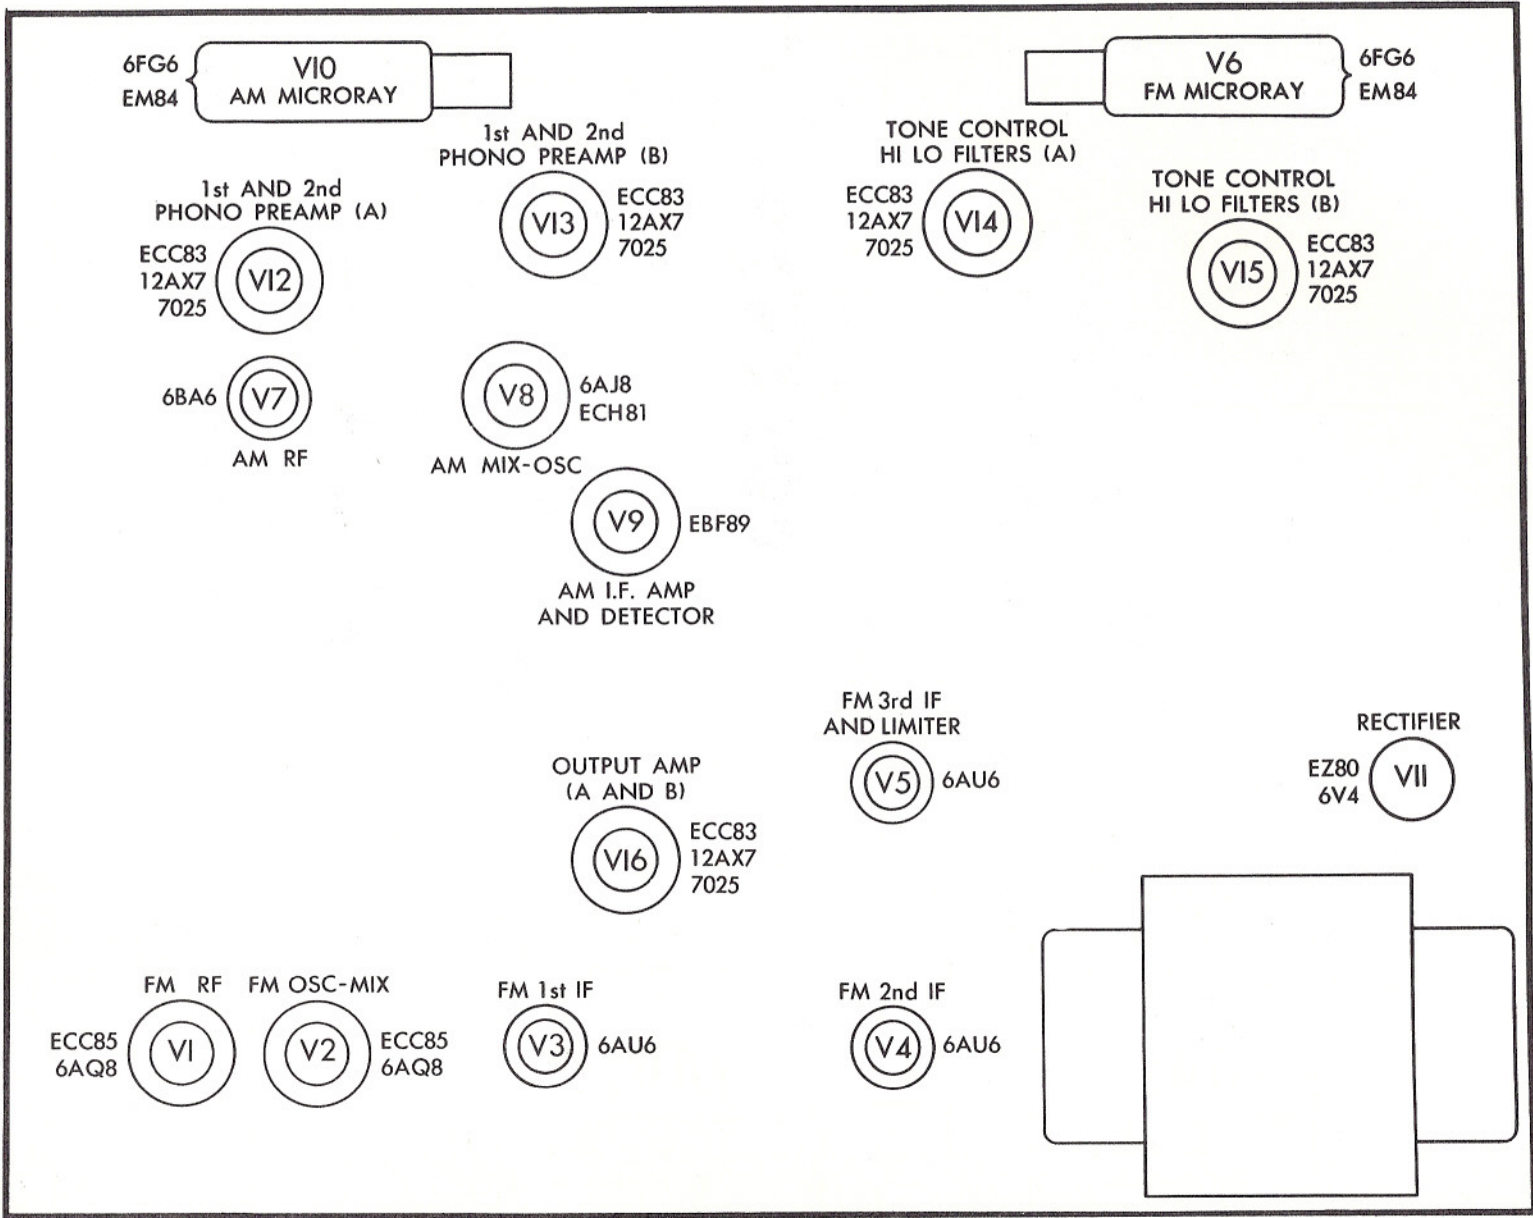 6FG6
EM84
V10
AM MICRORAY
V6
FM MICRORAY
6FG6
EM84
1st AND 2nd
PHONO PREAMP (B)
V13
ECC83
12AX7
7025
TONE CONTROL
HI LO FILTERS (A)
ECC83
12AX7
7025
V14
1st AND 2nd
PHONO PREAMP (A)
ECC83
12AX7
7025
V12
TONE CONTROL
HI LO FILTERS (B)
V15
ECC83
12AX7
7025
6BA6
V7
AM RF
V8
6AJ8
ECH81
AM MIX-OSC
V9
EBF89
AM I.F. AMP
AND DETECTOR
FM 3rd IF
AND LIMITER
V5
6AU6
RECTIFIER
EZ80
6V4
V11
OUTPUT AMP
(A AND B)
V16
ECC83
12AX7
7025
FM RF
ECC85
6AQ8
V1
FM OSC-MIX
V2
ECC85
6AQ8
FM 1st IF
V3
6AU6
FM 2nd IF
V4
6AU6